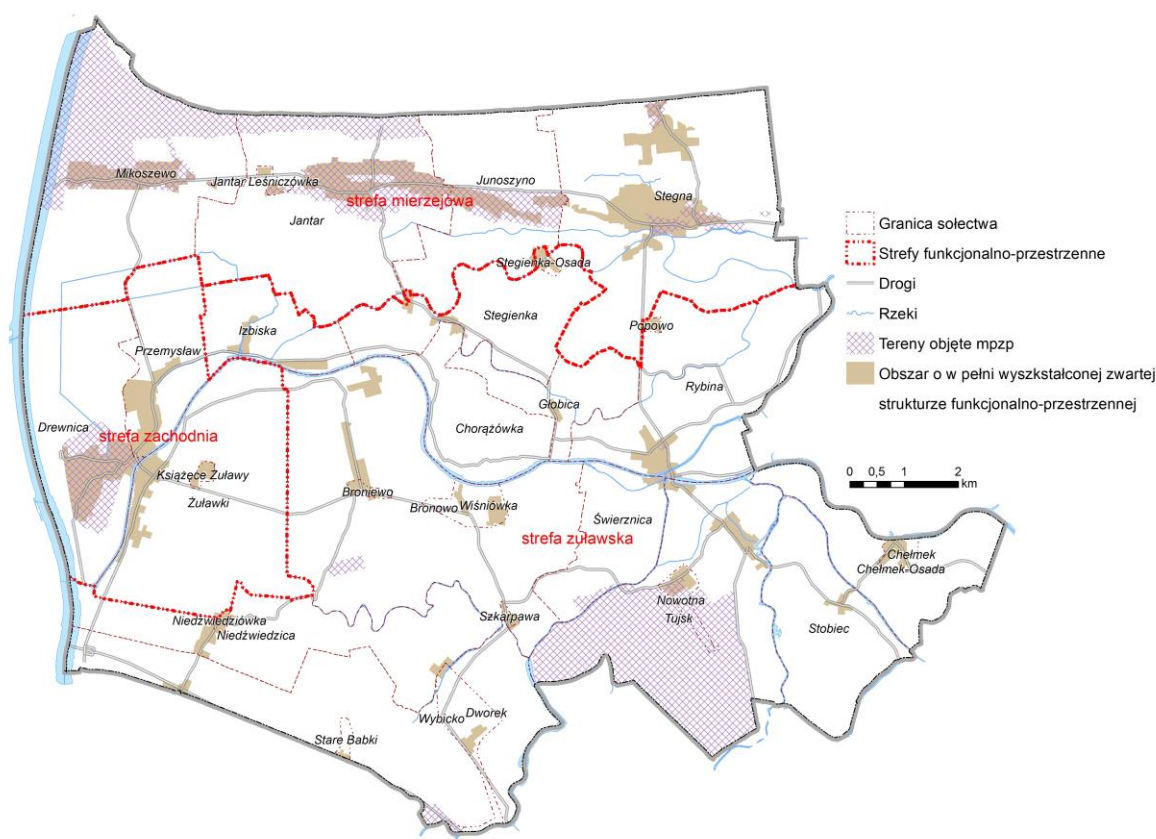 Mikoszewo
Jantar Leśniczówka
Junoszyno
Stegna
strefa mierzejowa
Jantar
Stegienka-Osada
Stegienka
Popowo
Izbiska
Przemysław
Rybina
Głobica
Chorążówka
Drewnica
strefa zachodnia
Książęce Żuławy
Żuławki
Broniewo
Bronowo
Wiśniówka
Świerznica
strefa żuławska
Chełmek
Chełmek-Osada
Nowotna
Tujsk
Szkarpawa
Stobiec
Niedźwiedziówka
Niedźwiedzica
Wybicko
Dworek
Stare Babki
Granica sołectwa
Strefy funkcjonalno-przestrzenne
Drogi
Rzeki
Tereny objęte mpzp
Obszar o w pełni wyszkstałconej zwartej
strukturze funkcjonalno-przestrzennej
0 0,5 1 2
km